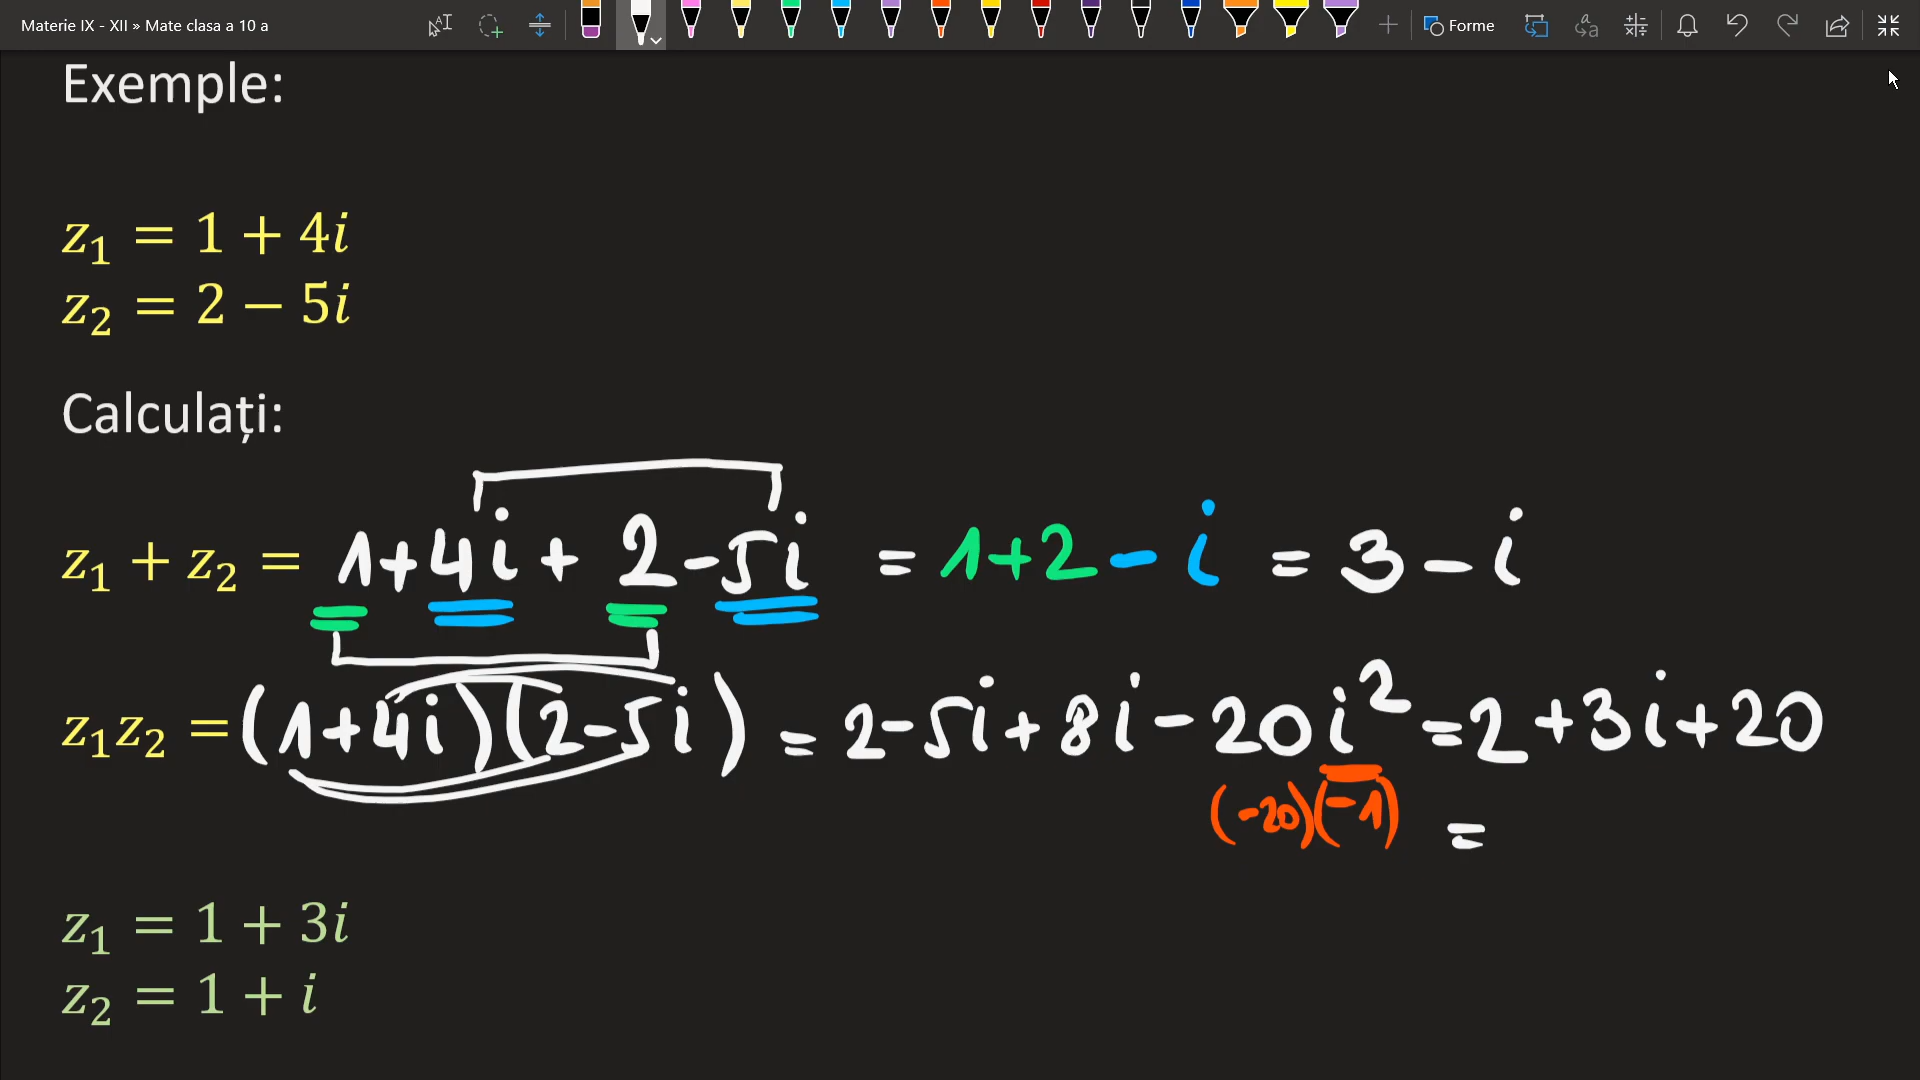 Materie IX - XII » Mate clasa a 10 a
Forme
Exemple:
z₁ = 1 + 4i
z₂ = 2 − 5i
Calculați:
z₁ + z₂ = 1+4i + 2-5i = 1+2-i = 3-i
z₁z₂ = (1+4i)(2-5i) = 2-5i+8i-20i² = 2+3i+20
(-20)(-1) =
z₁ = 1 + 3i
z₂ = 1 + i